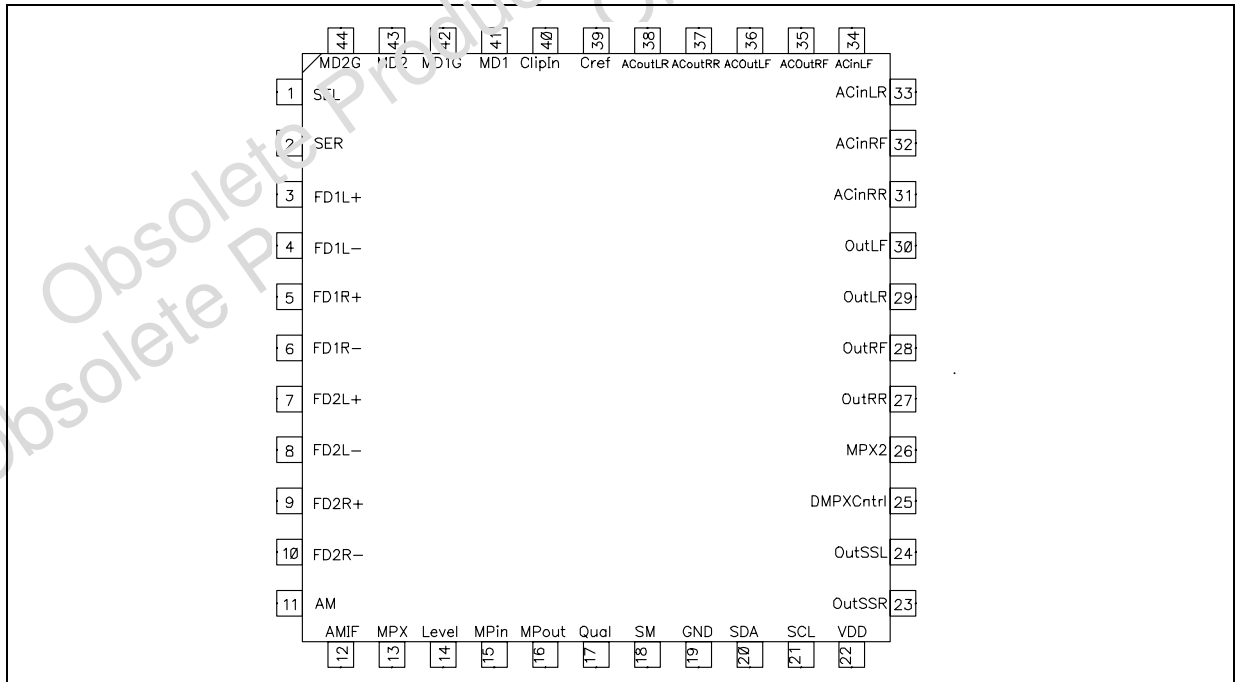 44 43 42 41 40 39 38 37 36 35 34
MD2G MD2 MD1G MD1 ClipIn Cref ACoutLR ACoutRR ACOutLF ACOutRF ACinLF
1 SEL ACinLR 33
2 SER ACinRF 32
3 FD1L+ ACinRR 31
4 FD1L− OutLF 30
5 FD1R+ OutLR 29
6 FD1R− OutRF 28
7 FD2L+ OutRR 27
8 FD2L− MPX2 26
9 FD2R+ DMPXCntrl 25
10 FD2R− OutSSL 24
11 AM OutSSR 23
AMIF MPX Level MPin MPout Qual SM GND SDA SCL VDD
12 13 14 15 16 17 18 19 20 21 22
Obsolete Produc
Obsolete P